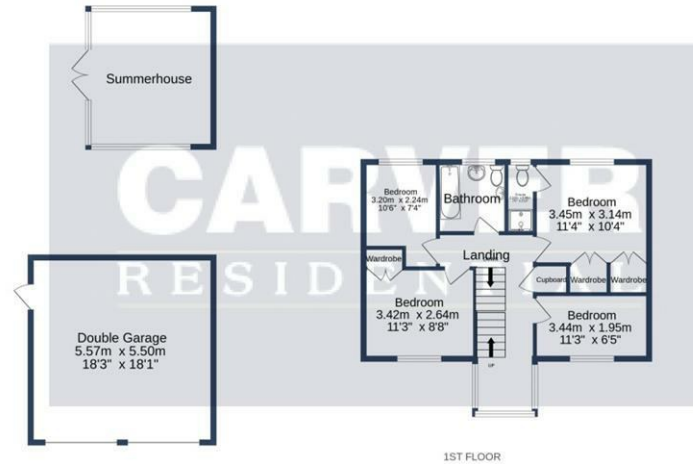 Summerhouse
CARVER
RESIDENTIAL
Bedroom
3.20m x 2.24m
10'6" x 7'4"
Bathroom
Bedroom
3.45m x 3.14m
11'4" x 10'4"
Landing
Wardrobe
Cupboard
Wardrobe
Wardrobe
Bedroom
3.42m x 2.64m
11'3" x 8'8"
Bedroom
3.44m x 1.95m
11'3" x 6'5"
UP
Double Garage
5.57m x 5.50m
18'3" x 18'1"
1ST FLOOR